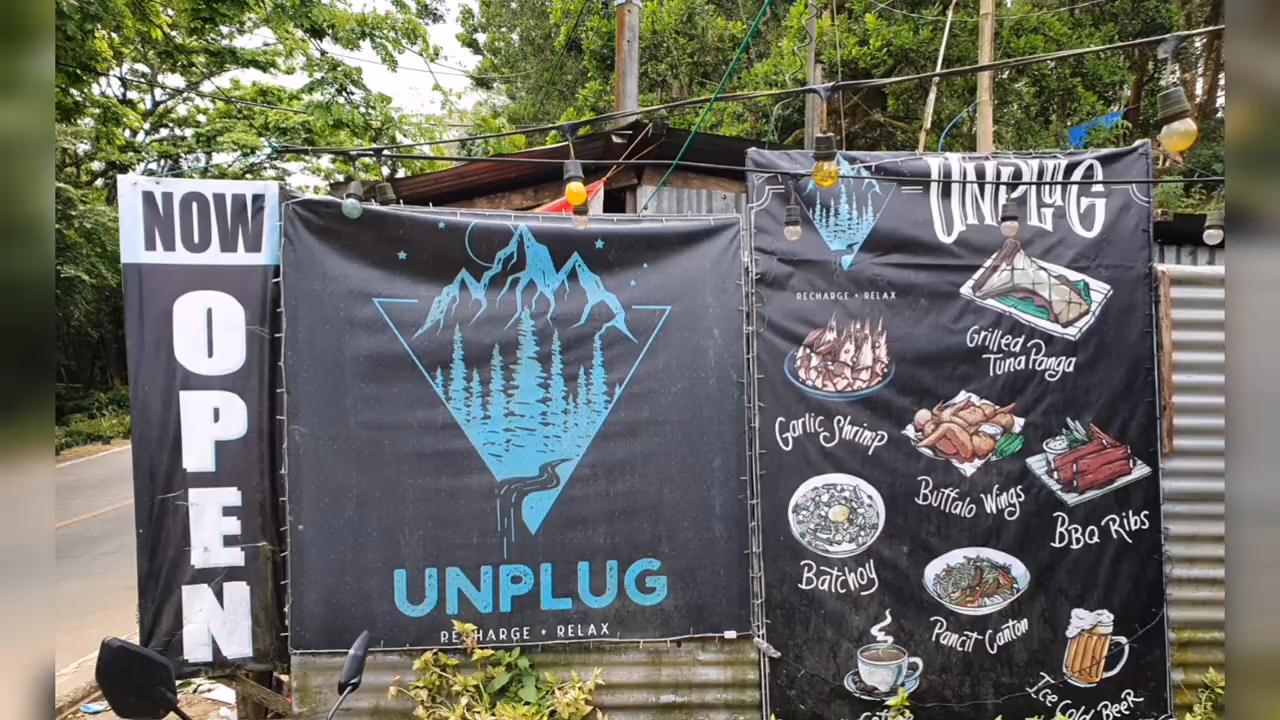 NOW
OPEN
UNPLUG
RECHARGE + RELAX
UNPLUG
RECHARGE + RELAX
Grilled
Tuna Panga
Garlic Shrimp
Buffalo Wings
BBQ Ribs
Batchoy
Pancit Canton
Ice Cold Beer